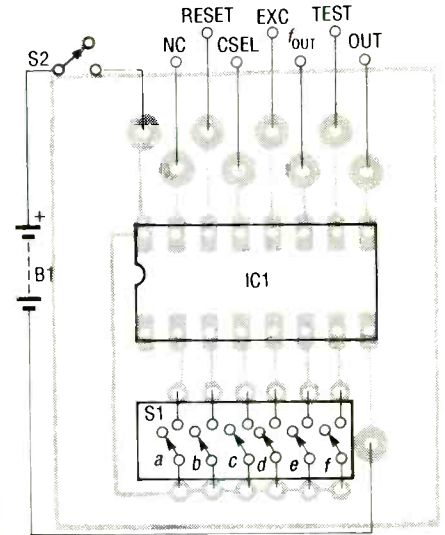 RESET EXC TEST
NC CSEL fOUT OUT
S2
+
B1
IC1
S1
a b c d e f